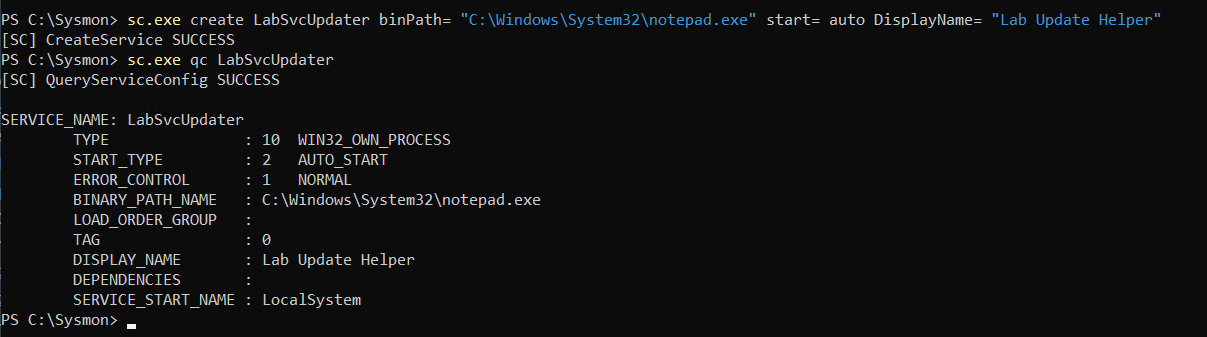 PS C:\Sysmon> sc.exe create LabSvcUpdater binPath= "C:\Windows\System32\notepad.exe" start= auto DisplayName= "Lab Update Helper"
[SC] CreateService SUCCESS
PS C:\Sysmon> sc.exe qc LabSvcUpdater
[SC] QueryServiceConfig SUCCESS

SERVICE_NAME: LabSvcUpdater
        TYPE               : 10  WIN32_OWN_PROCESS
        START_TYPE         : 2   AUTO_START
        ERROR_CONTROL      : 1   NORMAL
        BINARY_PATH_NAME   : C:\Windows\System32\notepad.exe
        LOAD_ORDER_GROUP   :
        TAG                : 0
        DISPLAY_NAME       : Lab Update Helper
        DEPENDENCIES       :
        SERVICE_START_NAME : LocalSystem
PS C:\Sysmon>